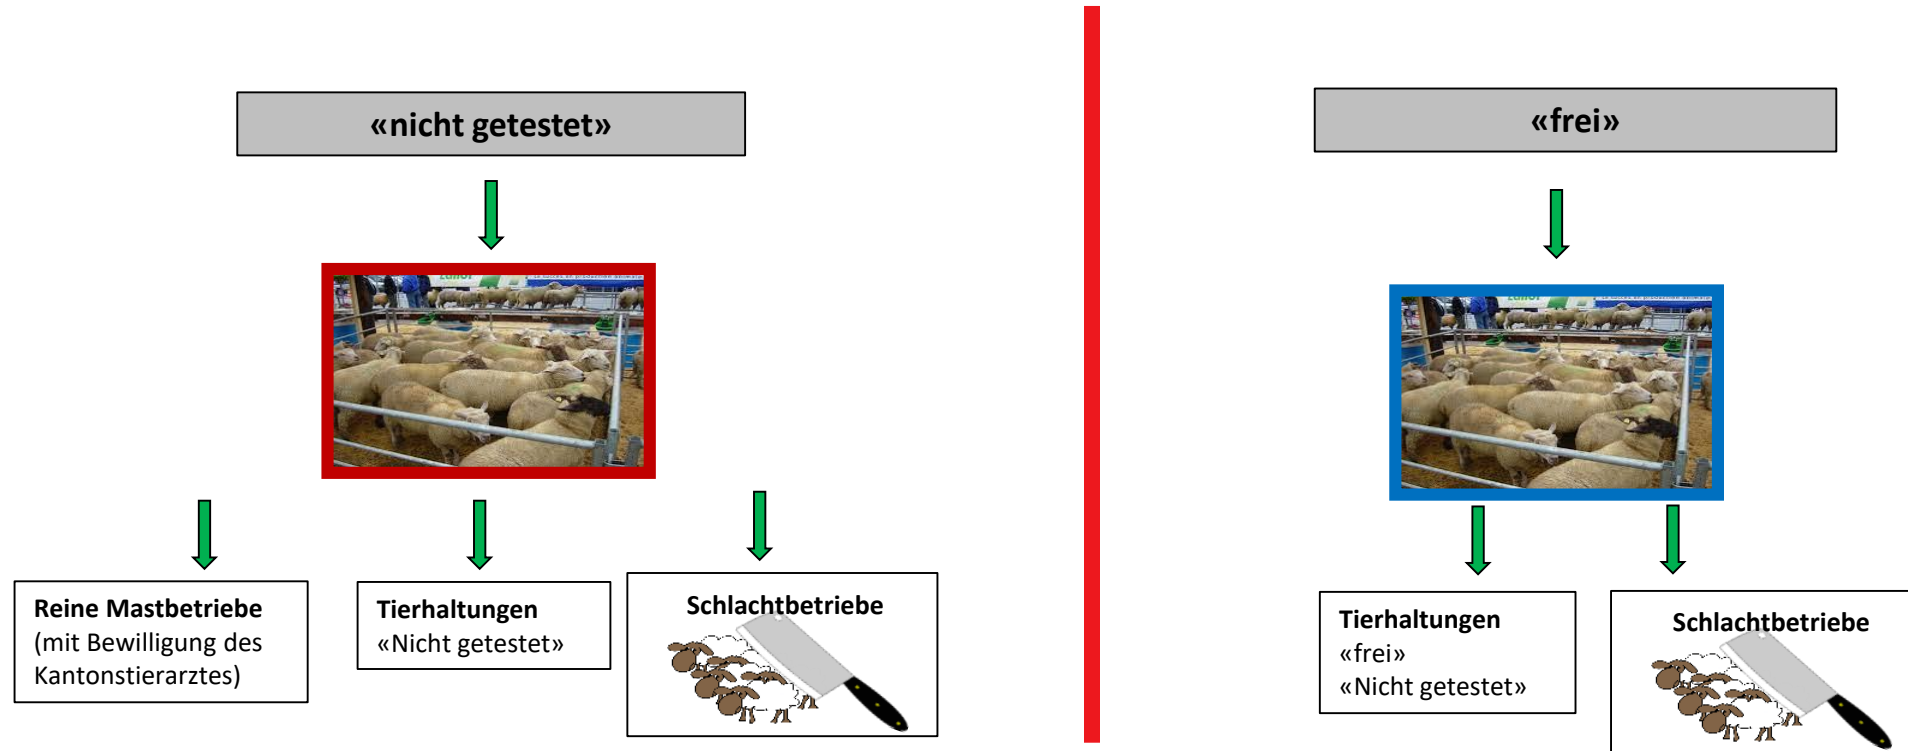 «nicht getestet»
Reine Mastbetriebe
(mit Bewilligung des
Kantonstierarztes)
Tierhaltungen
«Nicht getestet»
Schlachtbetriebe
«frei»
Tierhaltungen
«frei»
«Nicht getestet»
Schlachtbetriebe